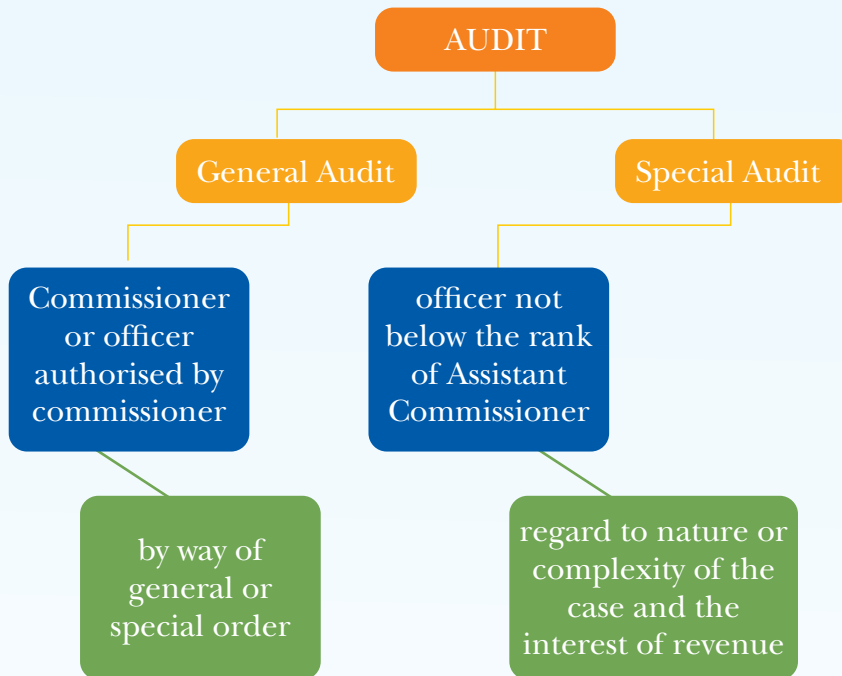 AUDIT
General Audit
Special Audit
Commissioner
or officer
authorised by
commissioner
officer not
below the rank
of Assistant
Commissioner
by way of
general or
special order
regard to nature or
complexity of the
case and the
interest of revenue